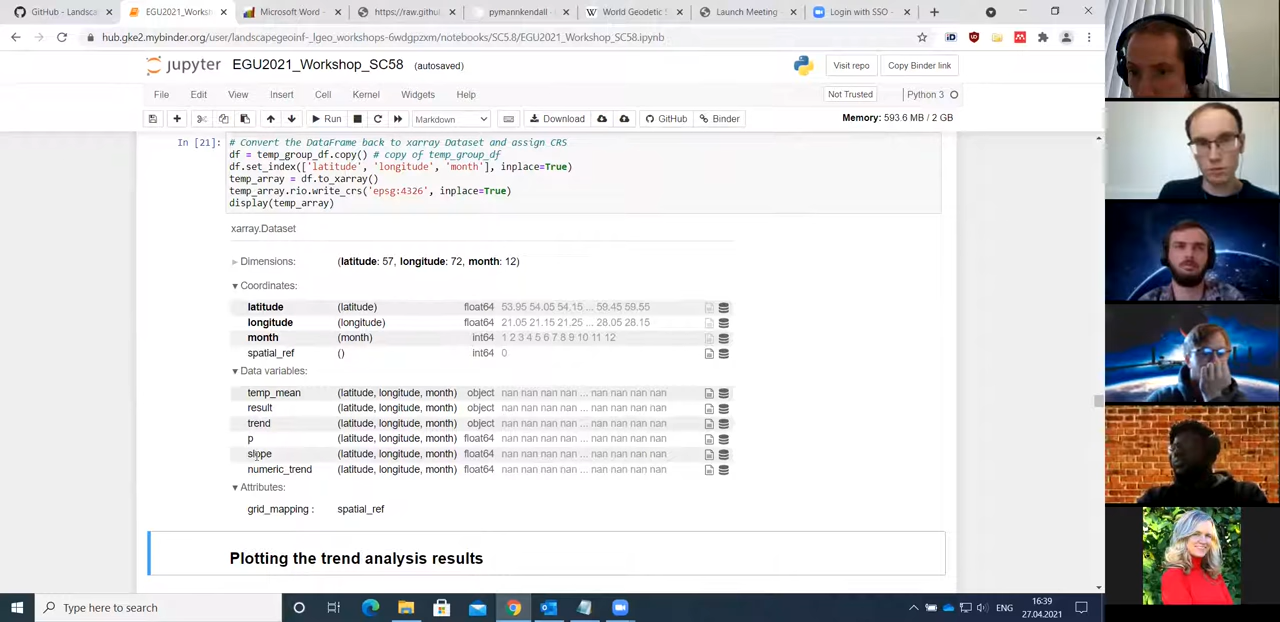 GitHub - Landsca
EGU2021_Works
Microsoft Word -
https://raw.githu
pymannkendall -
World Geodetic S
Launch Meeting -
Login with SSO -
hub.gke2.mybinder.org/user/landscapegeoinf-_lgeo_workshops-6wdgpzxm/notebooks/SC5.8/EGU2021_Workshop_SC58.ipynb
jupyter EGU2021_Workshop_SC58 (autosaved)
Visit repo Copy Binder link
File Edit View Insert Cell Kernel Widgets Help
Not Trusted Python 3
Run Markdown Download GitHub Binder Memory: 593.6 MB / 2 GB
In [21]: # Convert the DataFrame back to xarray Dataset and assign CRS
df = temp_group_df.copy() # copy of temp_group_df
df.set_index(['latitude', 'longitude', 'month'], inplace=True)
temp_array = df.to_xarray()
temp_array.rio.write_crs('epsg:4326', inplace=True)
display(temp_array)
xarray.Dataset
Dimensions: (latitude: 57, longitude: 72, month: 12)
Coordinates:
latitude (latitude) float64 53.95 54.05 54.15 ... 59.45 59.55
longitude (longitude) float64 21.05 21.15 21.25 ... 28.05 28.15
month (month) int64 1 2 3 4 5 6 7 8 9 10 11 12
spatial_ref () int64 0
Data variables:
temp_mean (latitude, longitude, month) object nan nan nan nan ... nan nan nan nan
result (latitude, longitude, month) object nan nan nan nan ... nan nan nan nan
trend (latitude, longitude, month) object nan nan nan nan ... nan nan nan nan
p (latitude, longitude, month) float64 nan nan nan nan ... nan nan nan nan
slope (latitude, longitude, month) float64 nan nan nan nan ... nan nan nan nan
numeric_trend (latitude, longitude, month) float64 nan nan nan nan ... nan nan nan nan
Attributes:
grid_mapping : spatial_ref
Plotting the trend analysis results
Type here to search
ENG
16:39
27.04.2021